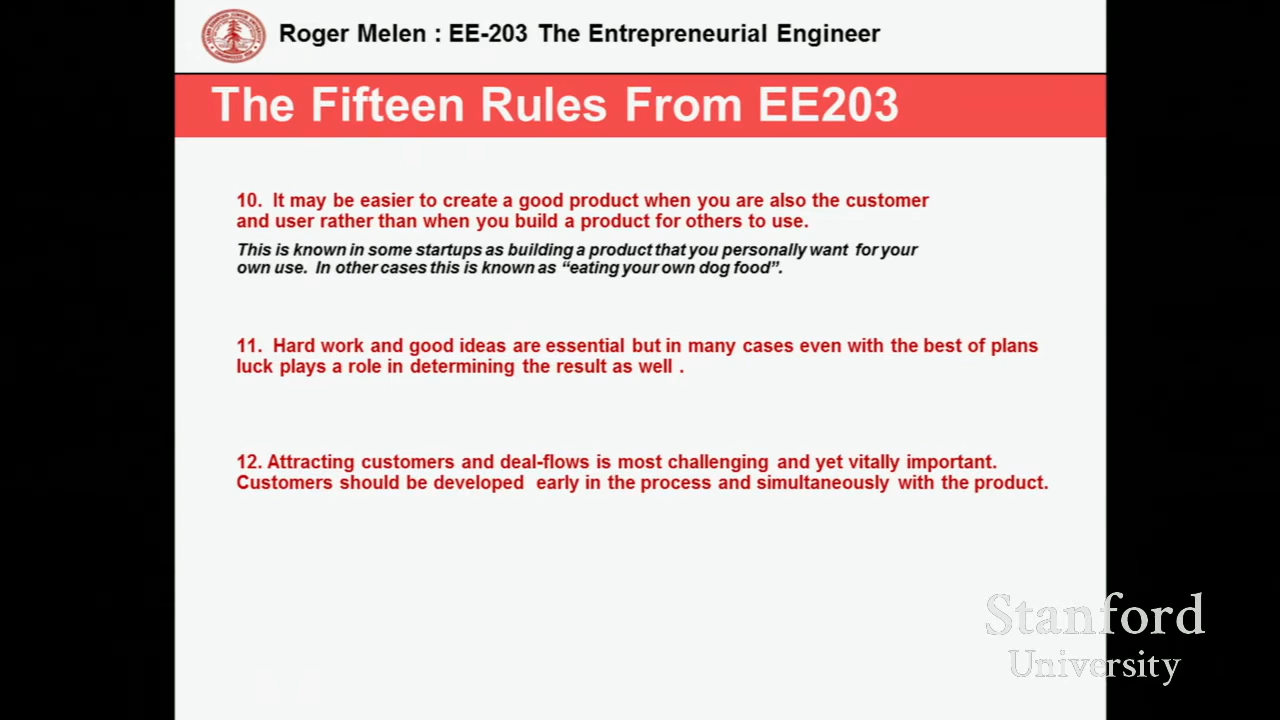 Roger Melen : EE-203 The Entrepreneurial Engineer
The Fifteen Rules From EE203
10. It may be easier to create a good product when you are also the customer
and user rather than when you build a product for others to use.
This is known in some startups as building a product that you personally want for your
own use. In other cases this is known as “eating your own dog food”.
11. Hard work and good ideas are essential but in many cases even with the best of plans
luck plays a role in determining the result as well .
12. Attracting customers and deal-flows is most challenging and yet vitally important.
Customers should be developed early in the process and simultaneously with the product.
Stanford
University